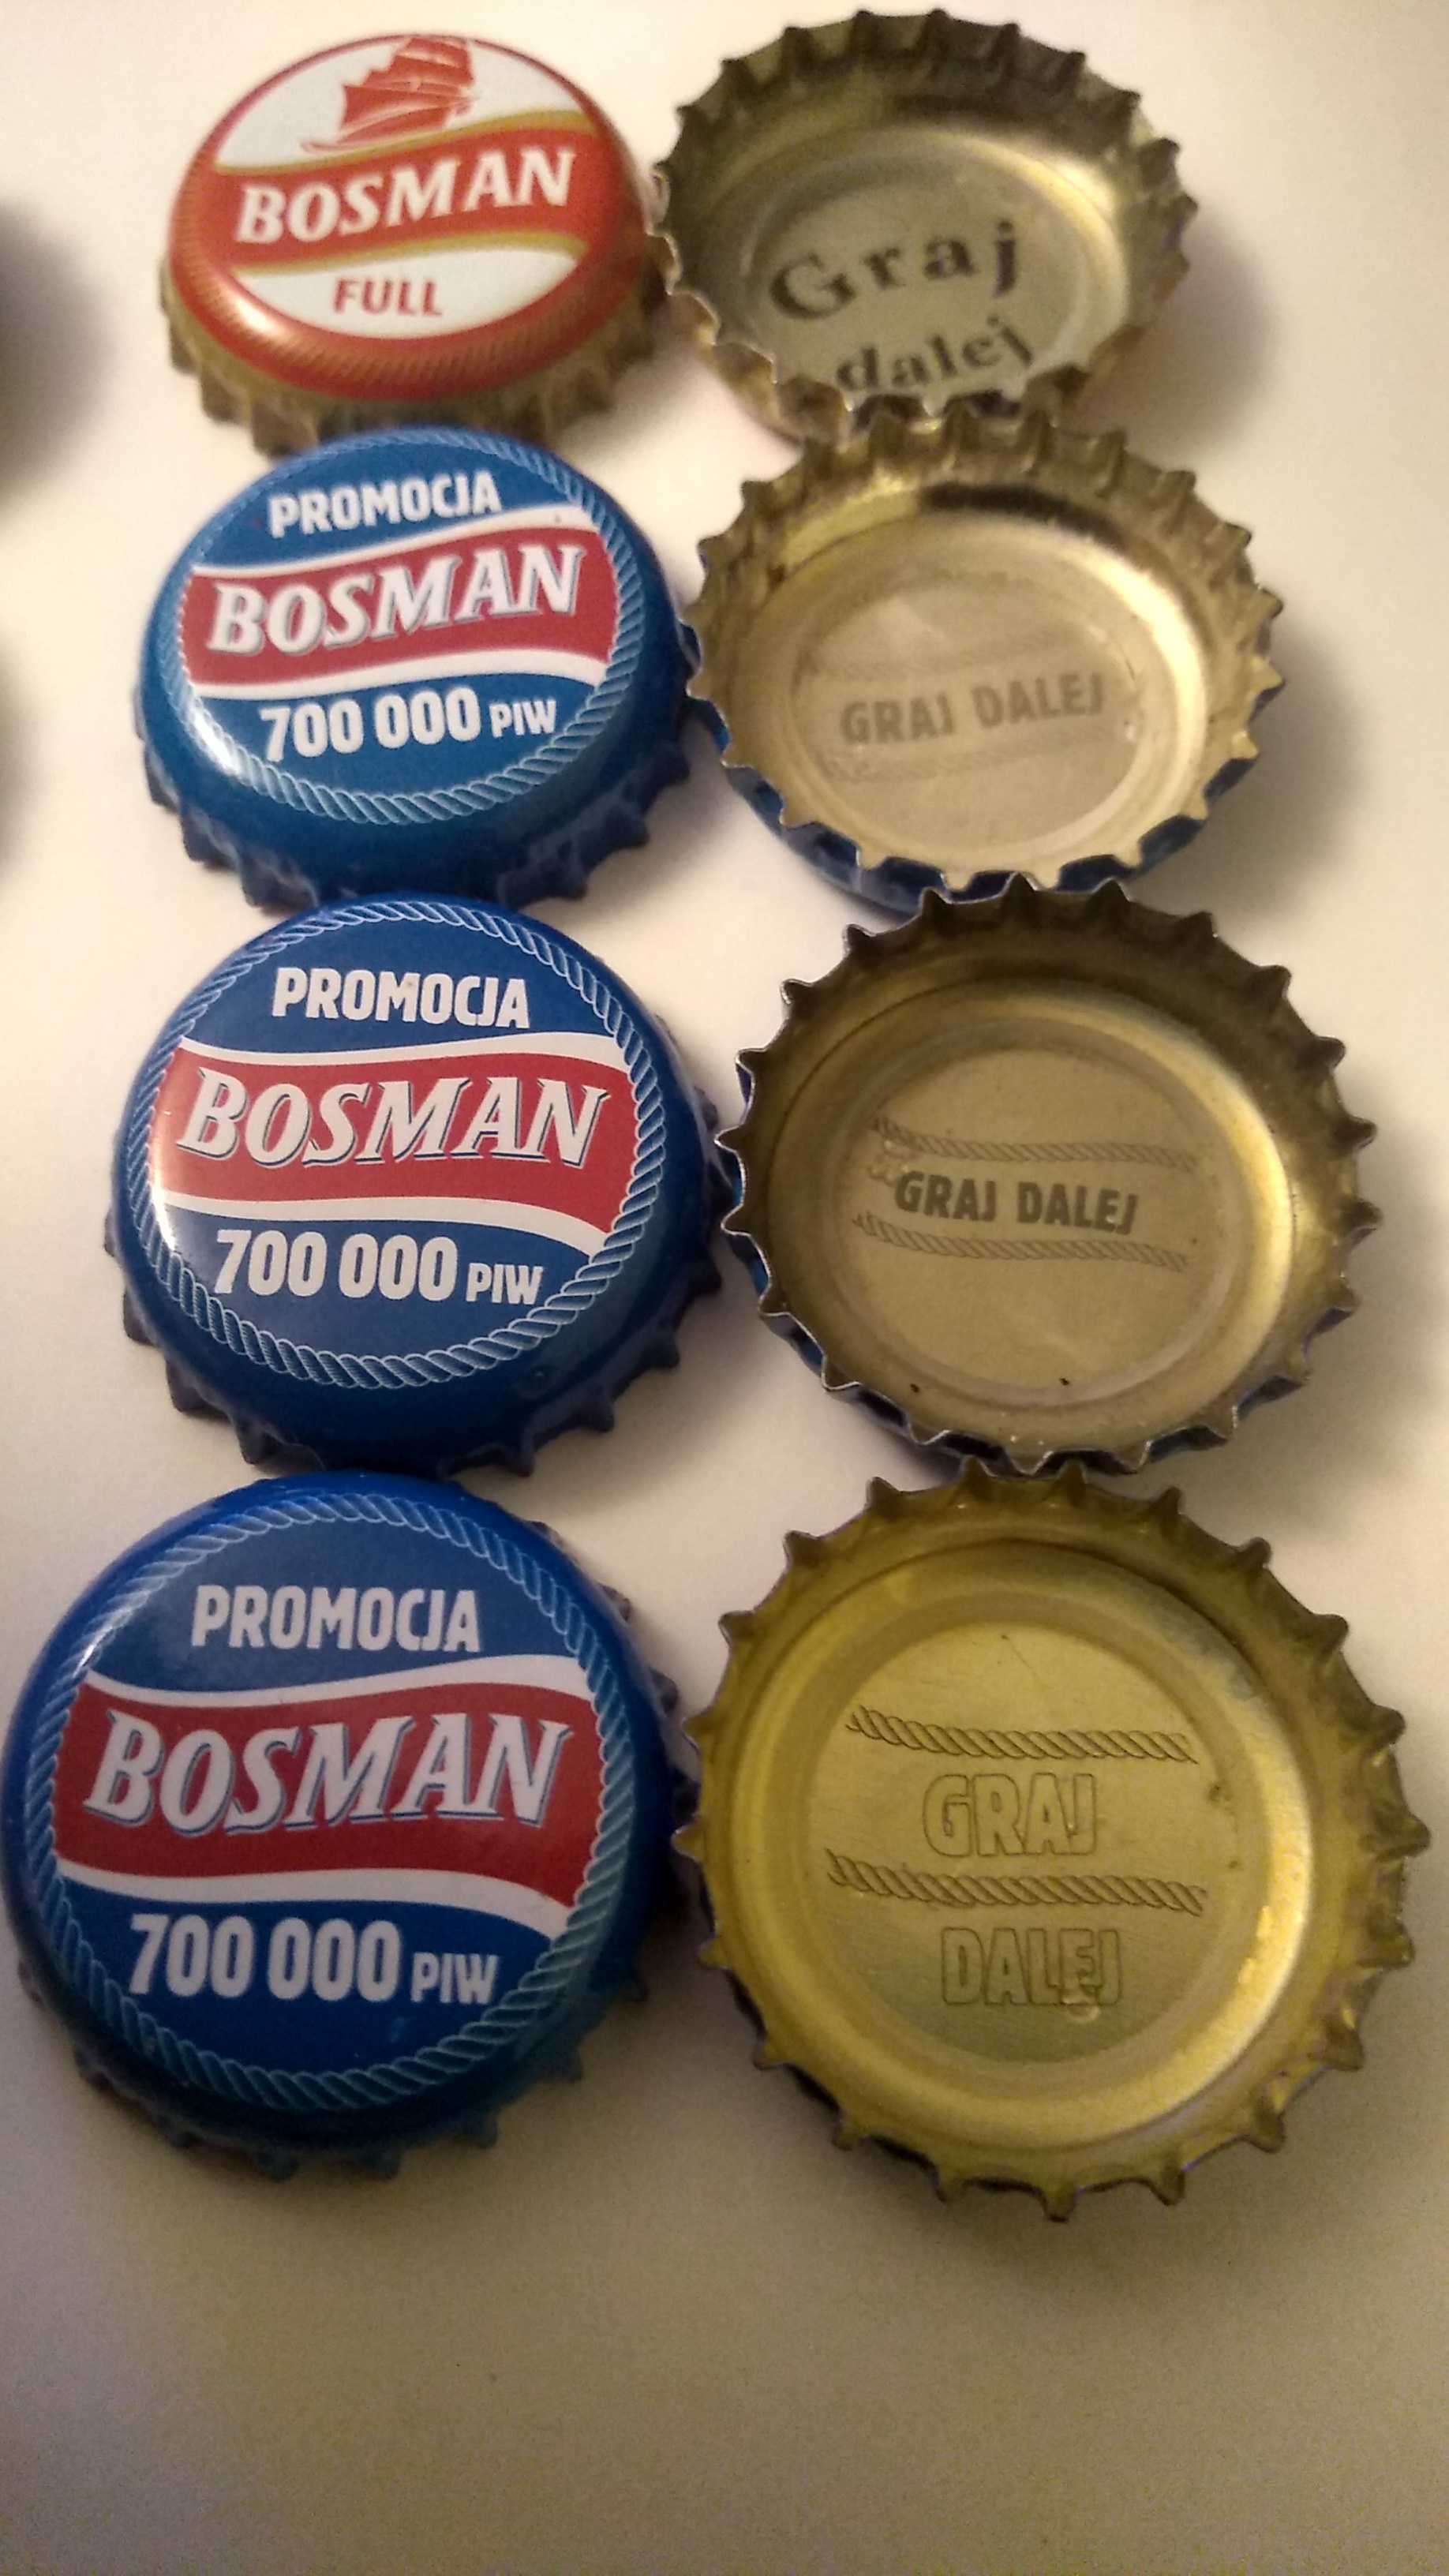 BOSMAN
FULL
Graj
dalej
PROMOCJA
BOSMAN
700 000 PIW
GRAJ DALEJ
PROMOCJA
BOSMAN
700 000 PIW
GRAJ DALEJ
PROMOCJA
BOSMAN
700 000 PIW
GRAJ
DALEJ